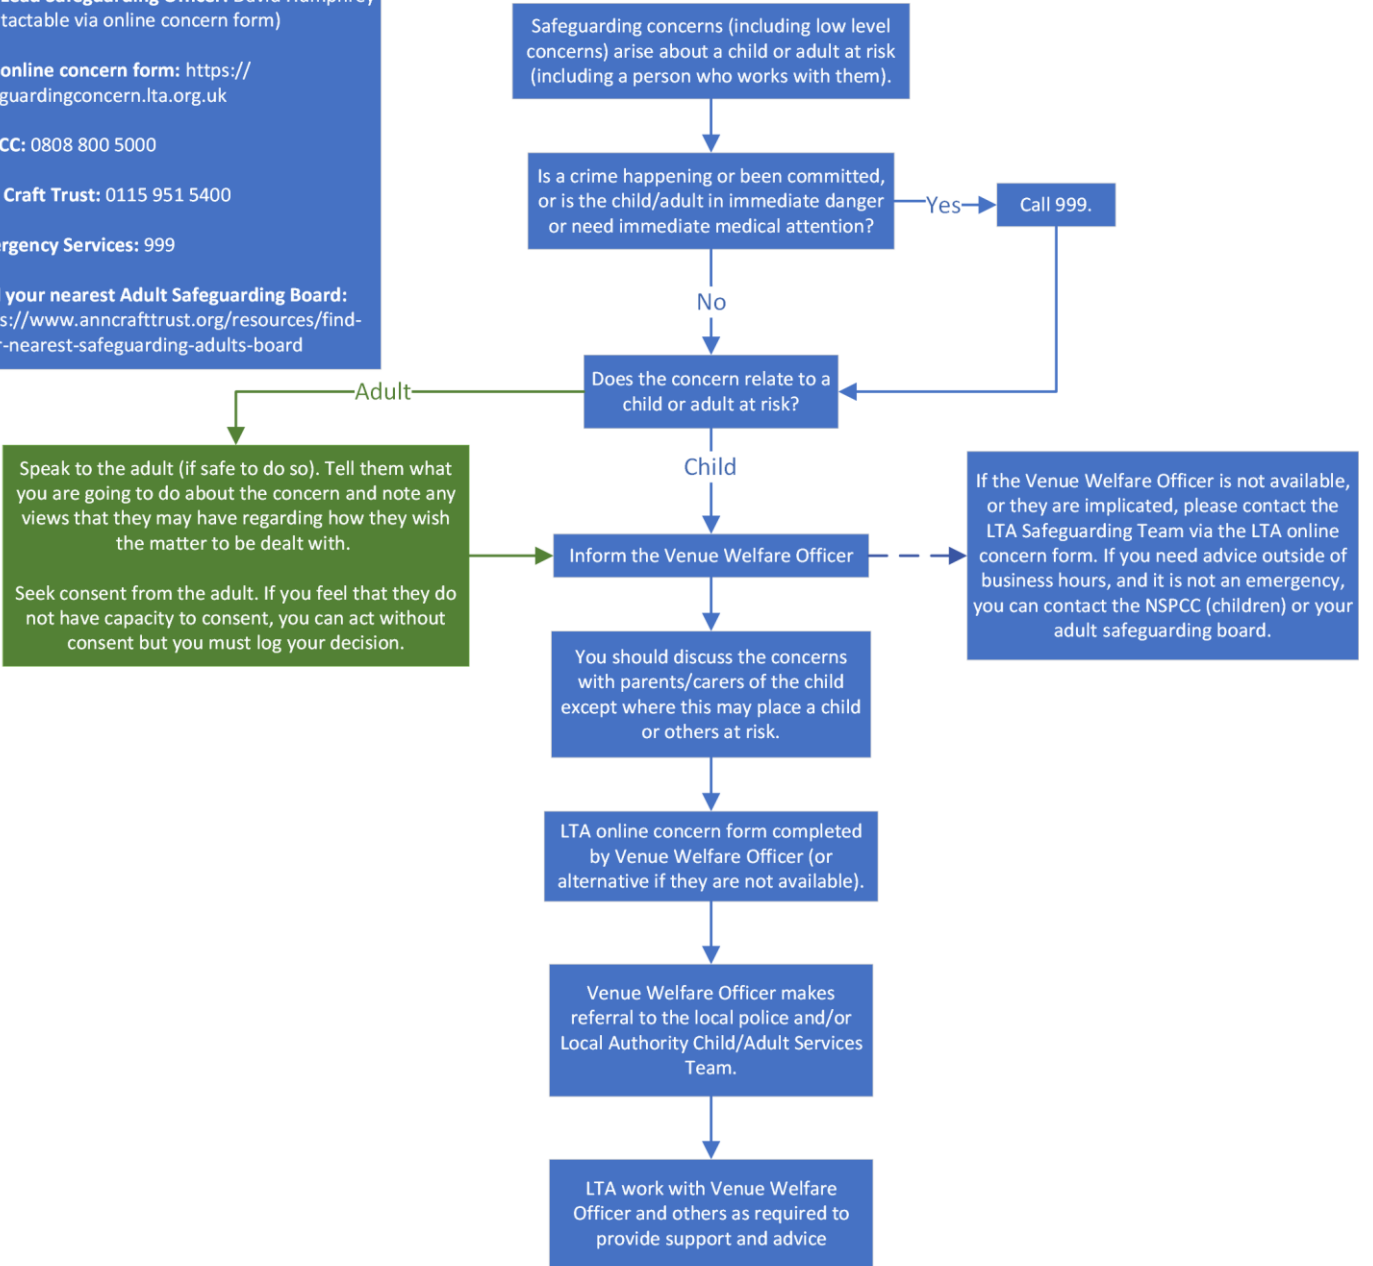 Lead Safeguarding Officer: David Humphrey
tactable via online concern form)
online concern form: https://
guardingconcern.lta.org.uk
CC: 0808 800 5000
Craft Trust: 0115 951 5400
ergency Services: 999
your nearest Adult Safeguarding Board:
s://www.anncrafttrust.org/resources/find-
r-nearest-safeguarding-adults-board
Safeguarding concerns (including low level
concerns) arise about a child or adult at risk
(including a person who works with them).
Is a crime happening or been committed,
or is the child/adult in immediate danger
or need immediate medical attention?
Yes
Call 999.
No
Does the concern relate to a
child or adult at risk?
Adult
Child
Speak to the adult (if safe to do so). Tell them what
you are going to do about the concern and note any
views that they may have regarding how they wish
the matter to be dealt with.
Seek consent from the adult. If you feel that they do
not have capacity to consent, you can act without
consent but you must log your decision.
Inform the Venue Welfare Officer
If the Venue Welfare Officer is not available,
or they are implicated, please contact the
LTA Safeguarding Team via the LTA online
concern form. If you need advice outside of
business hours, and it is not an emergency,
you can contact the NSPCC (children) or your
adult safeguarding board.
You should discuss the concerns
with parents/carers of the child
except where this may place a child
or others at risk.
LTA online concern form completed
by Venue Welfare Officer (or
alternative if they are not available).
Venue Welfare Officer makes
referral to the local police and/or
Local Authority Child/Adult Services
Team.
LTA work with Venue Welfare
Officer and others as required to
provide support and advice